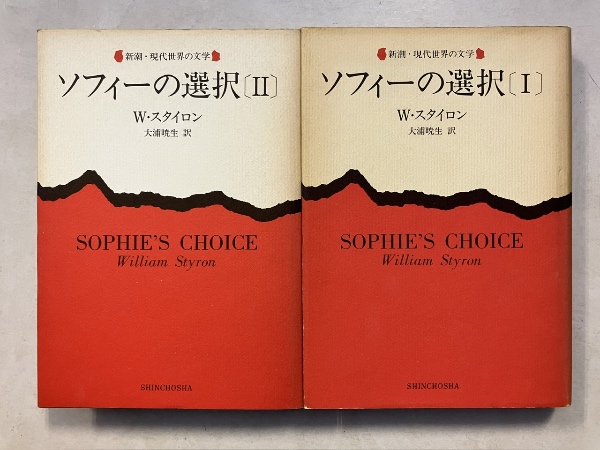 新潮・現代世界の文学
ソフィーの選択〔II〕
W・スタイロン
大浦暁生 訳
SOPHIE'S CHOICE
William Styron
SHINCHOSHA
新潮・現代世界の文学
ソフィーの選択〔I〕
W・スタイロン
大浦暁生 訳
SOPHIE'S CHOICE
William Styron
SHINCHOSHA